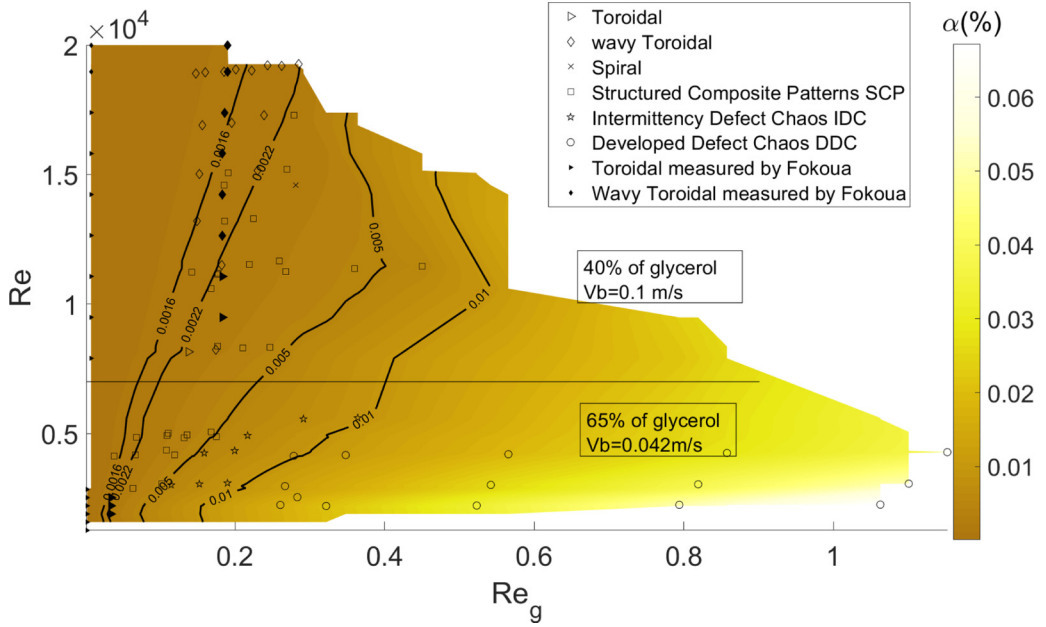 × 10⁴
α(%)
Toroidal
wavy Toroidal
Spiral
Structured Composite Patterns SCP
Intermittency Defect Chaos IDC
Developed Defect Chaos DDC
Toroidal measured by Fokoua
Wavy Toroidal measured by Fokoua
2
1.5
1
0.5
Re
0.0016
0.0022
0.005
0.01
0.0016
0.0022
0.005
0.01
0.0016
0.0022
0.005
0.01
40% of glycerol
Vb=0.1 m/s
65% of glycerol
Vb=0.042m/s
0.06
0.05
0.04
0.03
0.02
0.01
0.2 0.4 0.6 0.8 1
Re_g